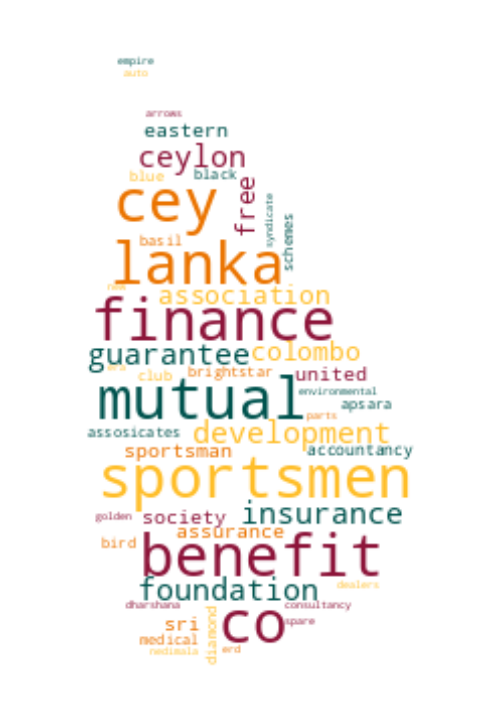 empire
auto
arrows
eastern
ceylon
blue black
cey free syndicate
schemes
basil
lanka
new association
finance
guarantee colombo
era club brightstar united
mutual environmental
apsara
parts
assosicates development
sportsman accountancy
sportsmen
golden society insurance
assurance
bird benefit
foundation dealers
dharshana consultancy
sri diamond co spare
medical
nedimala erd